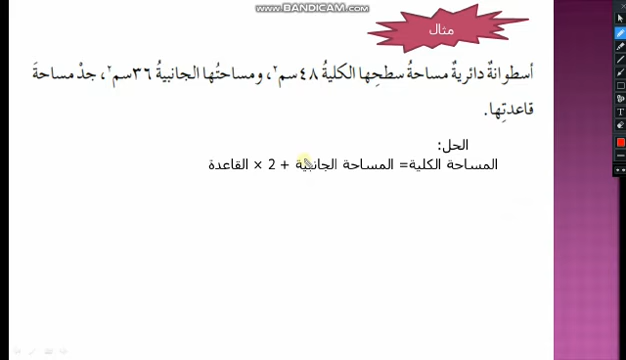 WWW.BANDICAM.COM
مثال
أسطوانةٌ دائريةٌ مساحةُ سطحِها الكليةُ ٤٨سم٢، ومساحتُها الجانبيةُ ٣٦سم٢، جدْ مساحةَ
قاعدتِها.
الحل:
المساحة الكلية= المساحة الجانبية + 2 × القاعدة